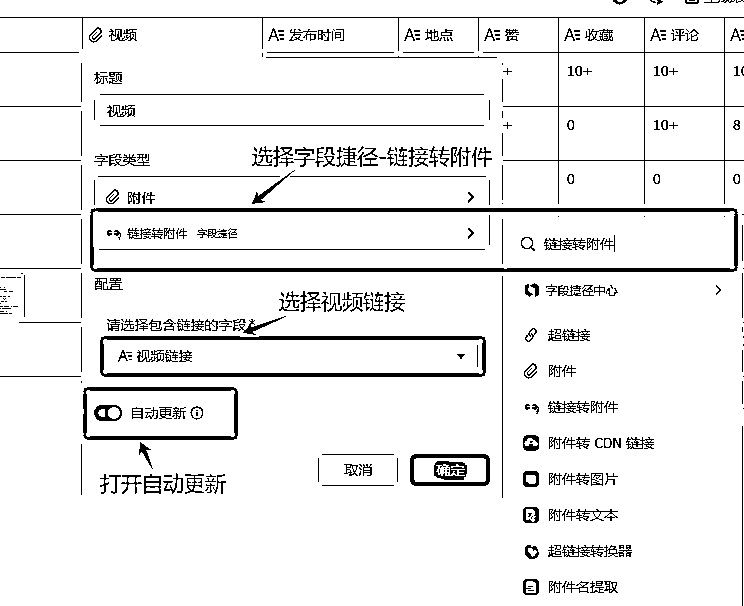 视频
发布时间
地点
赞
收藏
评论
标题
视频
10+
10+
字段类型
选择字段捷径-链接转附件
0
10+
8
附件
0
0
0
链接转附件 字段捷径
链接转附件
配置
选择视频链接
字段捷径中心
请选择包含链接的字段*
超链接
视频链接
附件
自动更新
链接转附件
附件转 CDN 链接
打开自动更新
取消
确定
附件转图片
附件转文本
超链接转换器
附件名提取